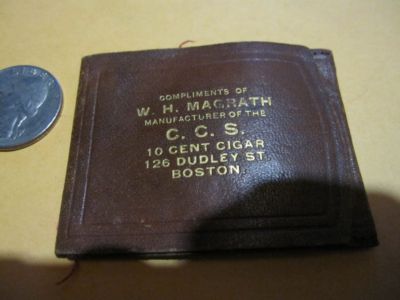 COMPLIMENTS OF
W. H. MAGRATH
MANUFACTURER OF THE
C. C. S.
10 CENT CIGAR
126 DUDLEY ST.
BOSTON.